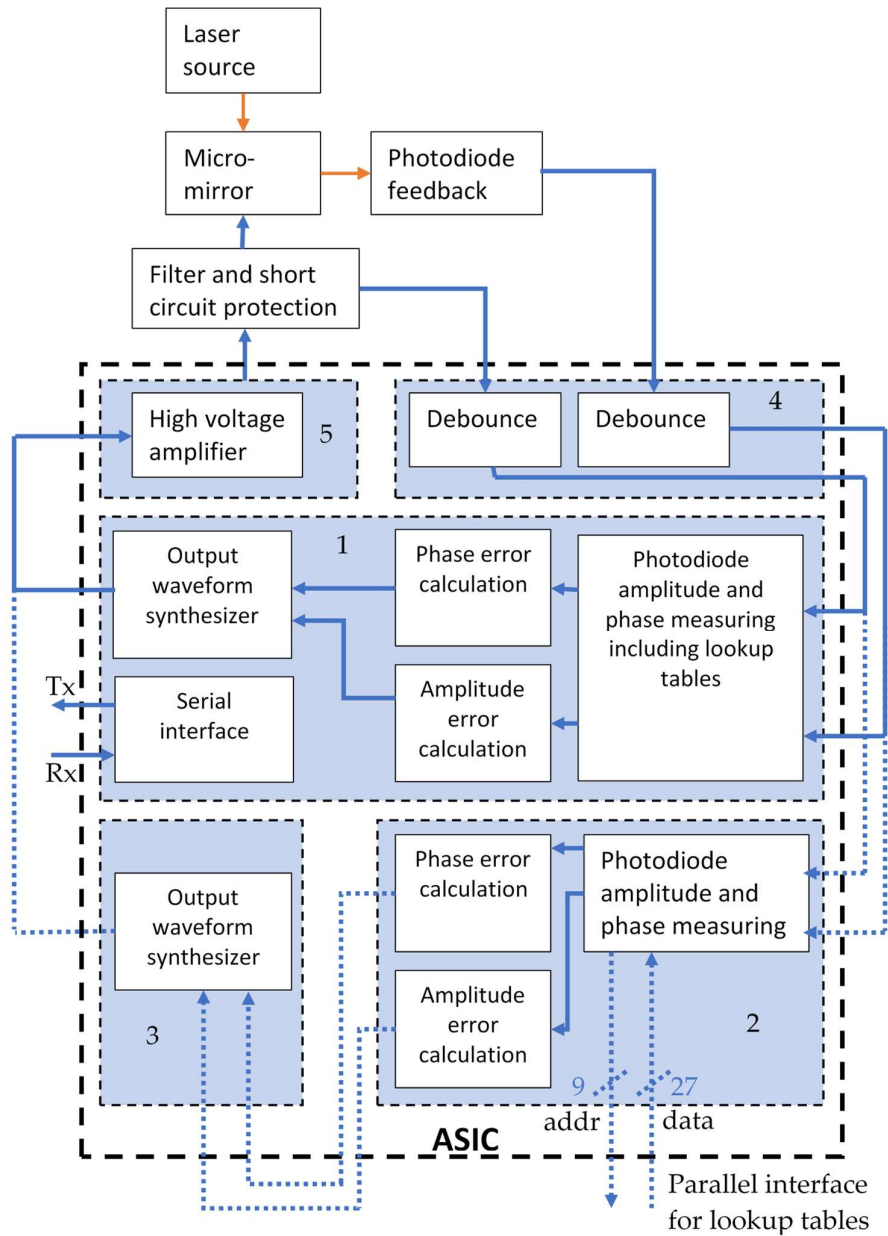 Laser
source
Micro-
mirror
Photodiode
feedback
Filter and short
circuit protection
High voltage
amplifier
5
Debounce
Debounce
4
Output
waveform
synthesizer
1
Phase error
calculation
Photodiode
amplitude and
phase measuring
including lookup
tables
Tx
Serial
interface
Rx
Amplitude
error
calculation
Output
waveform
synthesizer
3
Phase error
calculation
Photodiode
amplitude and
phase measuring
Amplitude
error
calculation
2
9
27
addr
data
ASIC
Parallel interface
for lookup tables